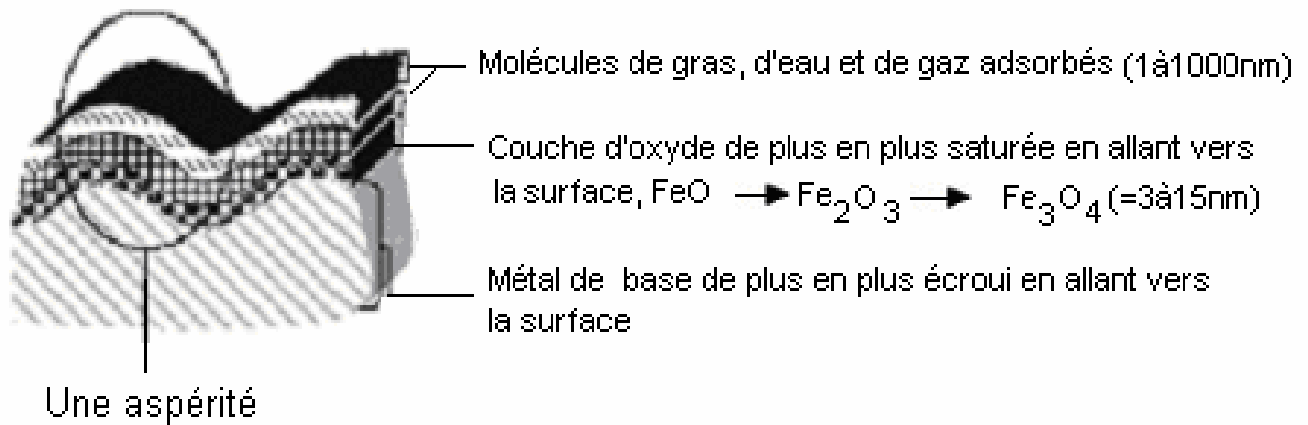 Molécules de gras, d'eau et de gaz adsorbés (1à1000nm)
Couche d'oxyde de plus en plus saturée en allant vers
la surface, FeO → Fe₂O₃ → Fe₃O₄ (=3à15nm)
Métal de base de plus en plus écroui en allant vers
la surface
Une aspérité